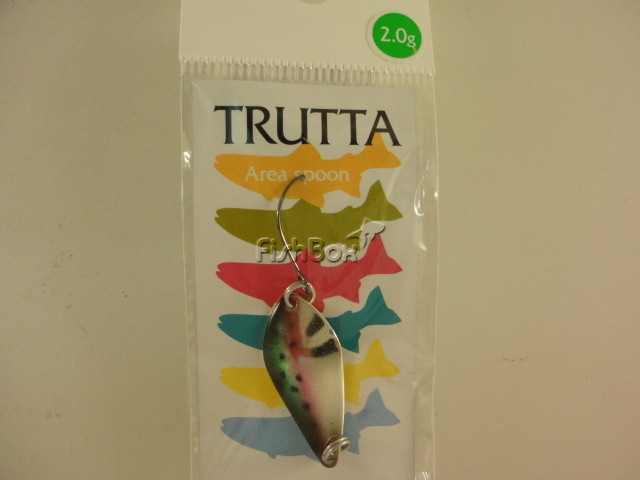 2.0g
TRUTTA
Area spoon
FishBox